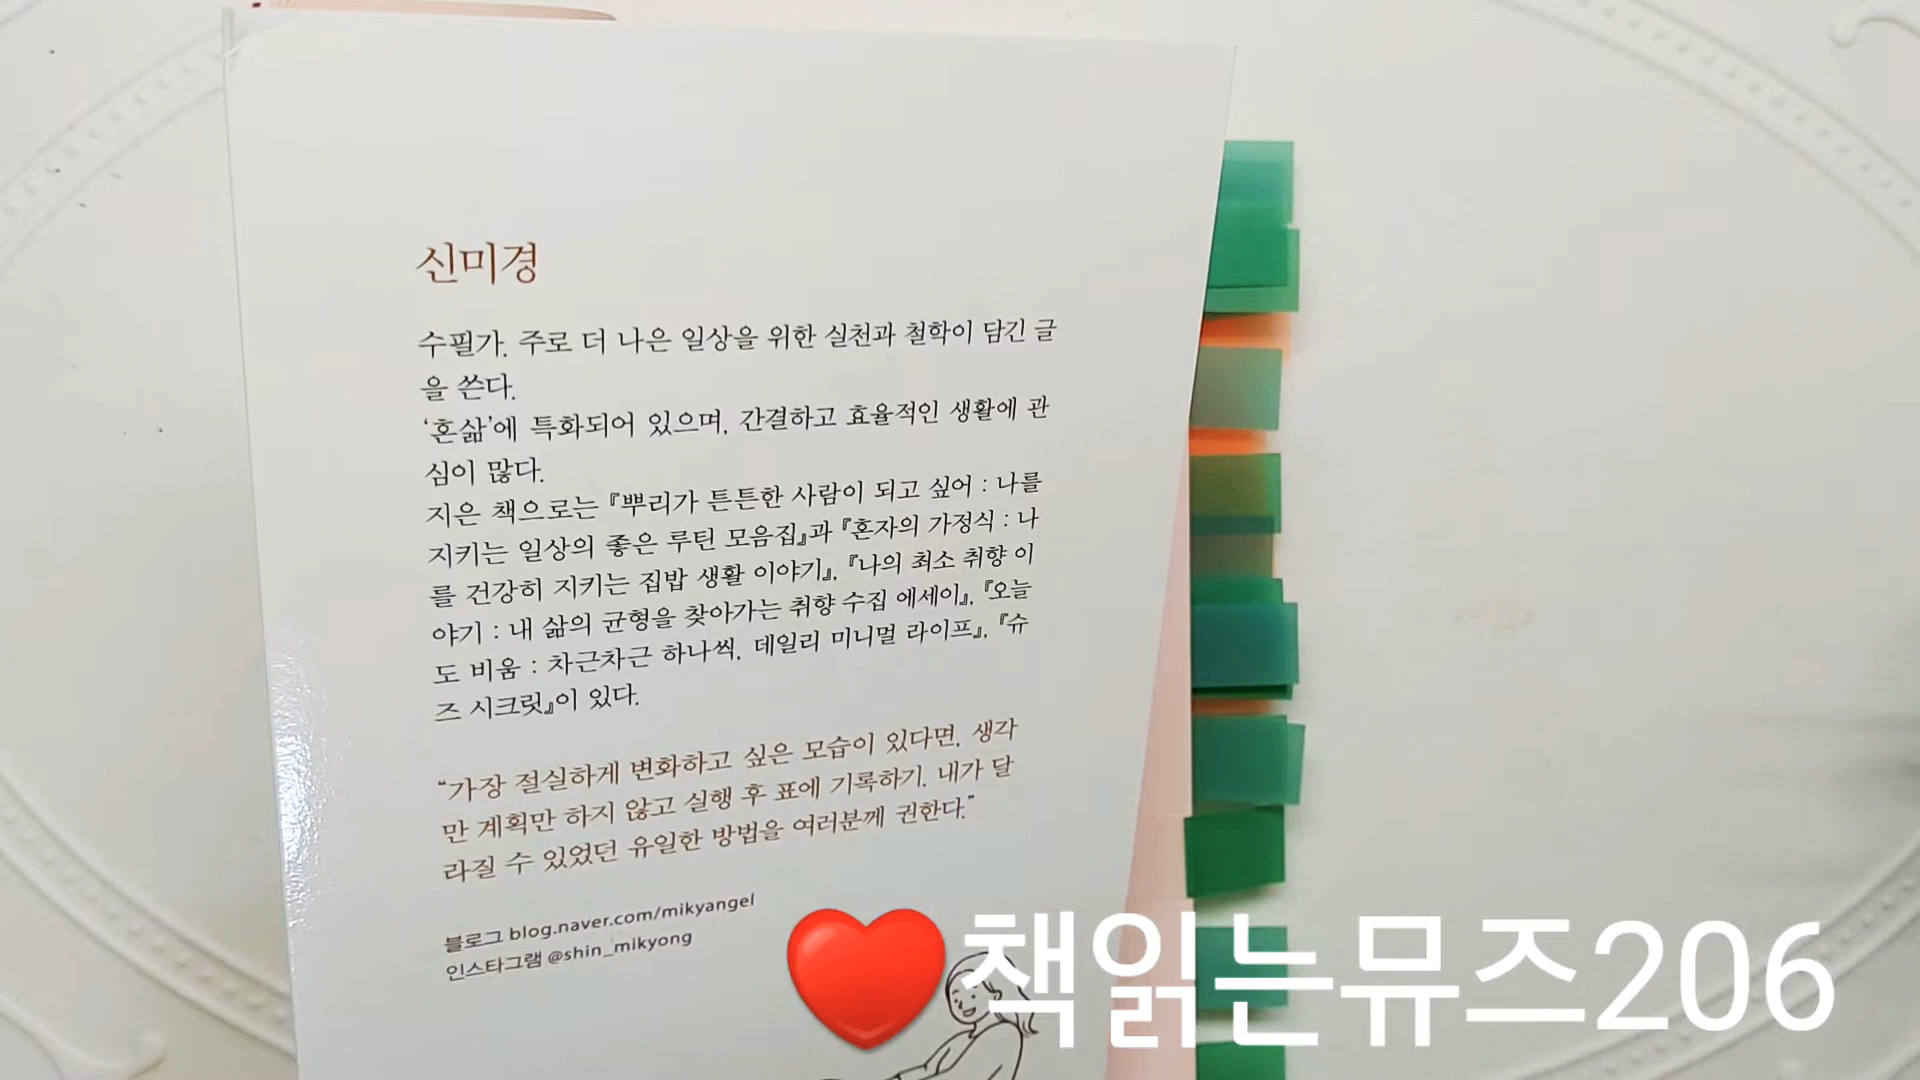 신미경
수필가. 주로 더 나은 일상을 위한 실천과 철학이 담긴 글
을 쓴다.
‘혼삶’에 특화되어 있으며, 간결하고 효율적인 생활에 관
심이 많다.
지은 책으로는 『뿌리가 튼튼한 사람이 되고 싶어 : 나를
지키는 일상의 좋은 루틴 모음집』과 『혼자의 가정식 : 나
를 건강히 지키는 집밥 생활 이야기』, 『나의 최소 취향 이
야기 : 내 삶의 균형을 찾아가는 취향 수집 에세이』, 『오늘
도 비움 : 차근차근 하나씩, 데일리 미니멀 라이프』, 『슈
즈 시크릿』이 있다.
“가장 절실하게 변화하고 싶은 모습이 있다면, 생각
만 계획만 하지 않고 실행 후 표에 기록하기. 내가 달
라질 수 있었던 유일한 방법을 여러분께 권한다.”
블로그 blog.naver.com/mikyangel
인스타그램 @shin_mikyong
❤책읽는뮤즈206